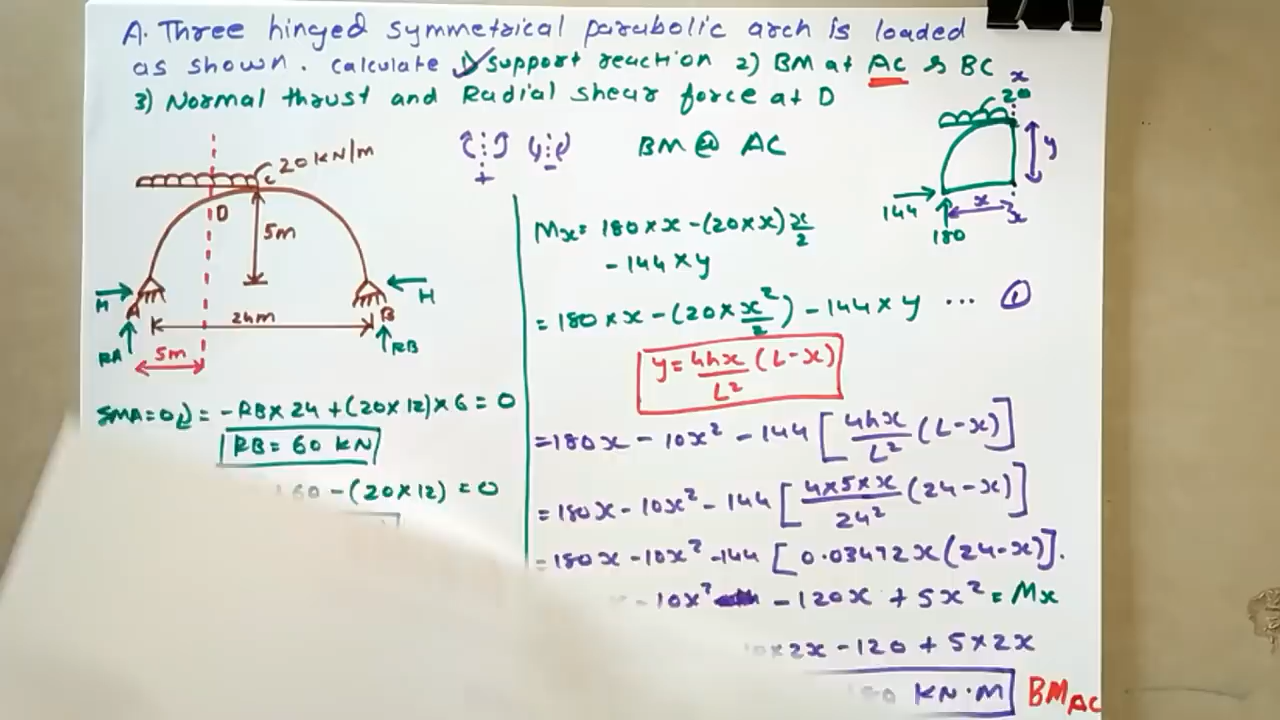 A. Three hinged symmetrical parabolic arch is loaded
as shown. Calculate 1) support reaction 2) BM at AC & BC
3) Normal thrust and Radial shear force at D
20 kN/m
C
D
5m
H
H
A
B
24m
RA
RB
5m
ΣMA=0 = -RB×24 + (20×12)×6 = 0
RB = 60 kN
60 - (20×12) = 0
+ -
BM @ AC
x
20
y
144
x
x
180
Mx = 180×x - (20×x) x/2
- 144×y
= 180×x - (20×x²/2) - 144×y ... ①
y = 4hx/L² (L-x)
= 180x - 10x² - 144 [4hx/L² (L-x)]
= 180x - 10x² - 144 [4×5×x/24² (24-x)]
= 180x - 10x² - 144 [0.03472x(24-x)].
- 10x² - 120x + 5x² = Mx
×2x - 120 + 5×2x
kN·m BM AC